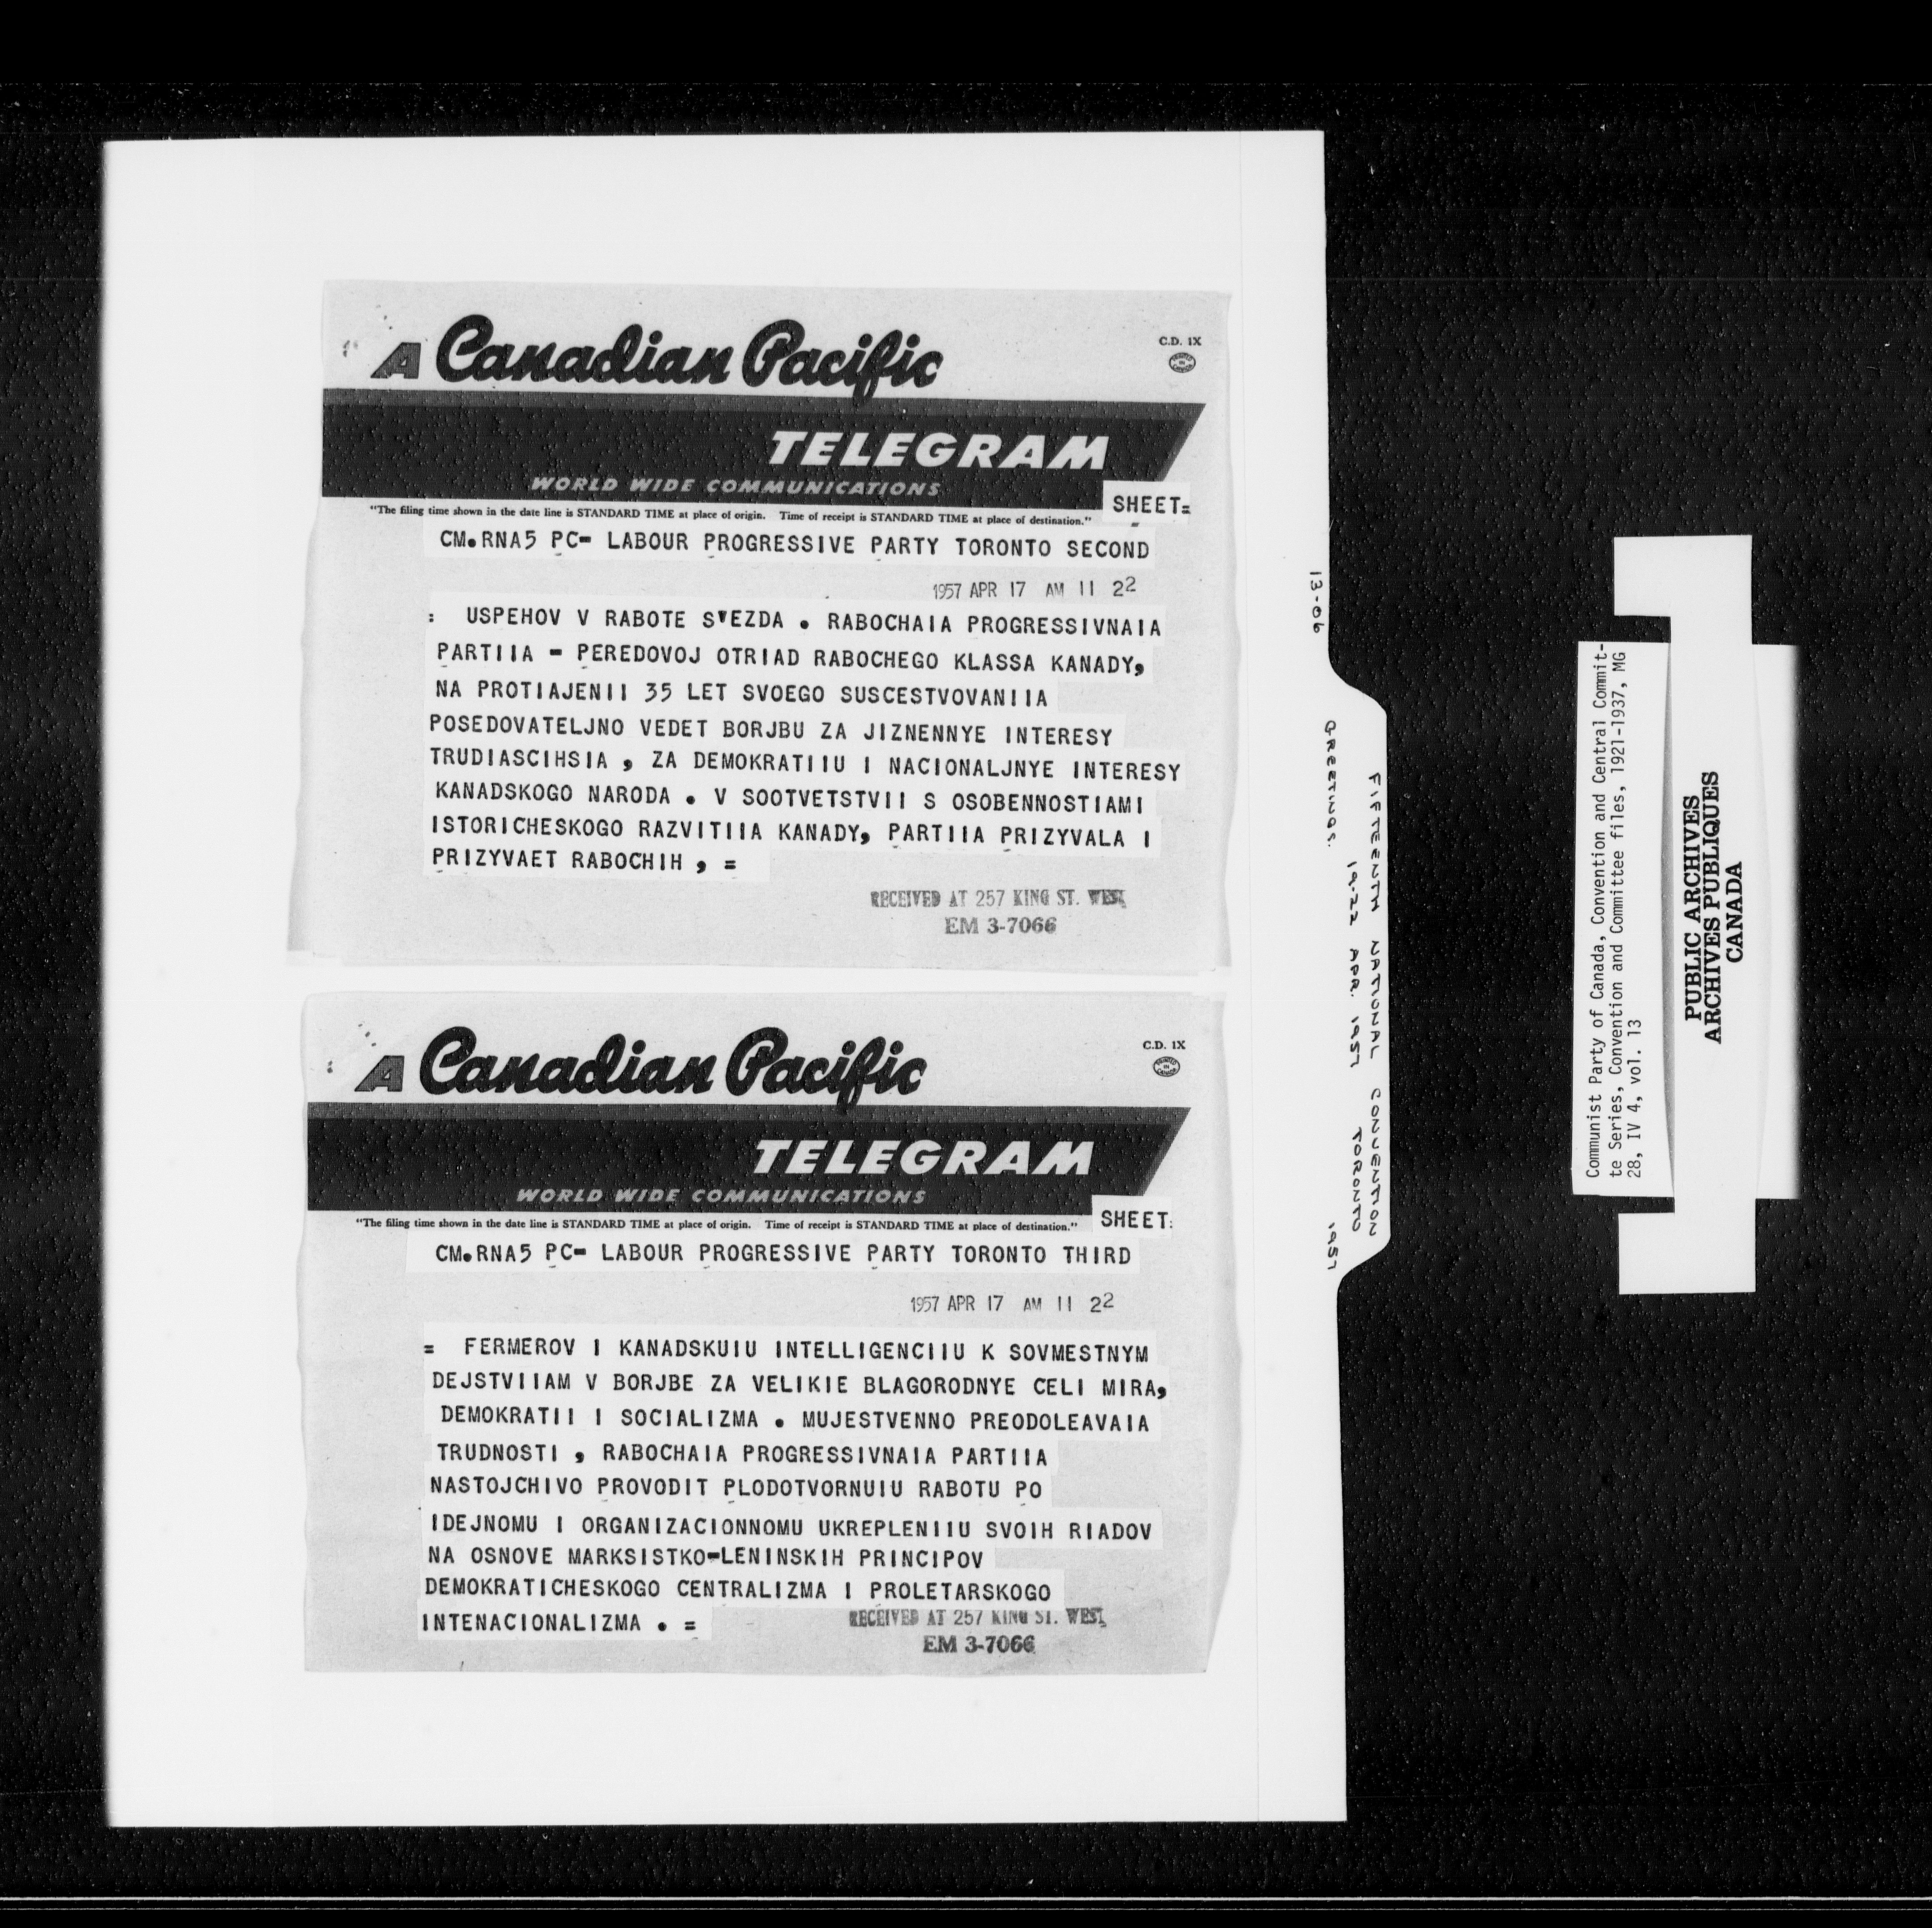 A Canadian Pacific
C.D. 1X
PRINTED IN CANADA
TELEGRAM
WORLD WIDE COMMUNICATIONS
SHEET=
"The filing time shown in the date line is STANDARD TIME at place of origin. Time of receipt is STANDARD TIME at place of destination."
CM.RNA5 PC- LABOUR PROGRESSIVE PARTY TORONTO SECOND
1957 APR 17 AM 11 22
: USPEHOV V RABOTE S'EZDA . RABOCHAIA PROGRESSIVNAIA
PARTIIA - PEREDOVOJ OTRIAD RABOCHEGO KLASSA KANADY,
NA PROTIAJENII 35 LET SVOEGO SUSCESTVOVANIIA
POSEDOVATELJNO VEDET BORJBU ZA JIZNENNYE INTERESY
TRUDIASCIHSIA , ZA DEMOKRATIIU I NACIONALJNYE INTERESY
KANADSKOGO NARODA . V SOOTVETSTVII S OSOBENNOSTIAMI
ISTORICHESKOGO RAZVITIIA KANADY, PARTIIA PRIZYVALA I
PRIZYVAET RABOCHIH , =
RECEIVED AT 257 KING ST. WEST
EM 3-7066
A Canadian Pacific
C.D. 1X
PRINTED IN CANADA
TELEGRAM
WORLD WIDE COMMUNICATIONS
SHEET:
"The filing time shown in the date line is STANDARD TIME at place of origin. Time of receipt is STANDARD TIME at place of destination."
CM.RNA5 PC- LABOUR PROGRESSIVE PARTY TORONTO THIRD
1957 APR 17 AM 11 22
= FERMEROV I KANADSKUIU INTELLIGENCIIU K SOVMESTNYM
DEJSTVIIAM V BORJBE ZA VELIKIE BLAGORODNYE CELI MIRA,
DEMOKRATII I SOCIALIZMA . MUJESTVENNO PREODOLEAVAIA
TRUDNOSTI , RABOCHAIA PROGRESSIVNAIA PARTIIA
NASTOJCHIVO PROVODIT PLODOTVORNUIU RABOTU PO
IDEJNOMU I ORGANIZACIONNOMU UKREPLENIIU SVOIH RIADOV
NA OSNOVE MARKSISTKO-LENINSKIH PRINCIPOV
DEMOKRATICHESKOGO CENTRALIZMA I PROLETARSKOGO
INTENACIONALIZMA . =
RECEIVED AT 257 KING ST. WEST
EM 3-7066
FIFTEENTH NATIONAL CONVENTION
19-22 APR. 1957 TORONTO
13-06 GREETINGS. 1957
Communist Party of Canada, Convention and Central Commit-
te Series, Convention and Committee files, 1921-1937, MG
28, IV 4, vol. 13
PUBLIC ARCHIVES
ARCHIVES PUBLIQUES
CANADA